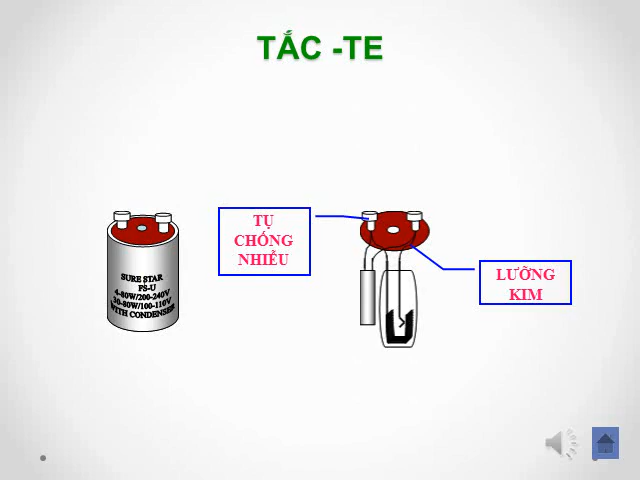 TẮC -TE
TỤ
CHỐNG
NHIỄU
SURE STAR
FS-U
4-80W/200-240V
30-80W/100-110V
WITH CONDENSER
LƯỠNG
KIM